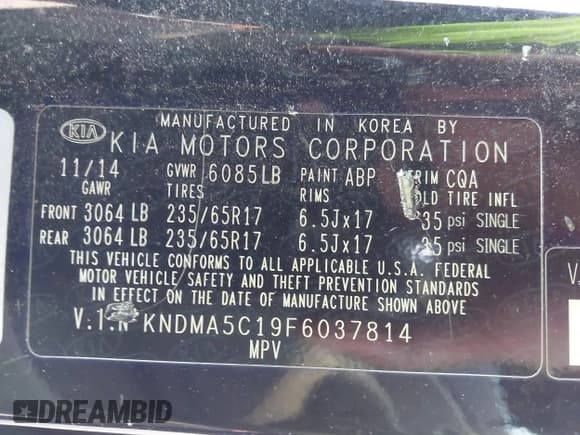 MANUFACTURED IN KOREA BY
KIA KIA MOTORS CORPORATION
11/14 GVWR 6085LB PAINT ABP TRIM CQA
GAWR TIRES RIMS COLD TIRE INFL
FRONT 3064 LB 235/65R17 6.5Jx17 35 psi SINGLE
REAR 3064 LB 235/65R17 6.5Jx17 35 psi SINGLE
THIS VEHICLE CONFORMS TO ALL APPLICABLE U.S.A. FEDERAL
MOTOR VEHICLE SAFETY AND THEFT PREVENTION STANDARDS
IN EFFECT ON THE DATE OF MANUFACTURE SHOWN ABOVE
V.I.N KNDMA5C19F6037814
MPV
DREAMBID